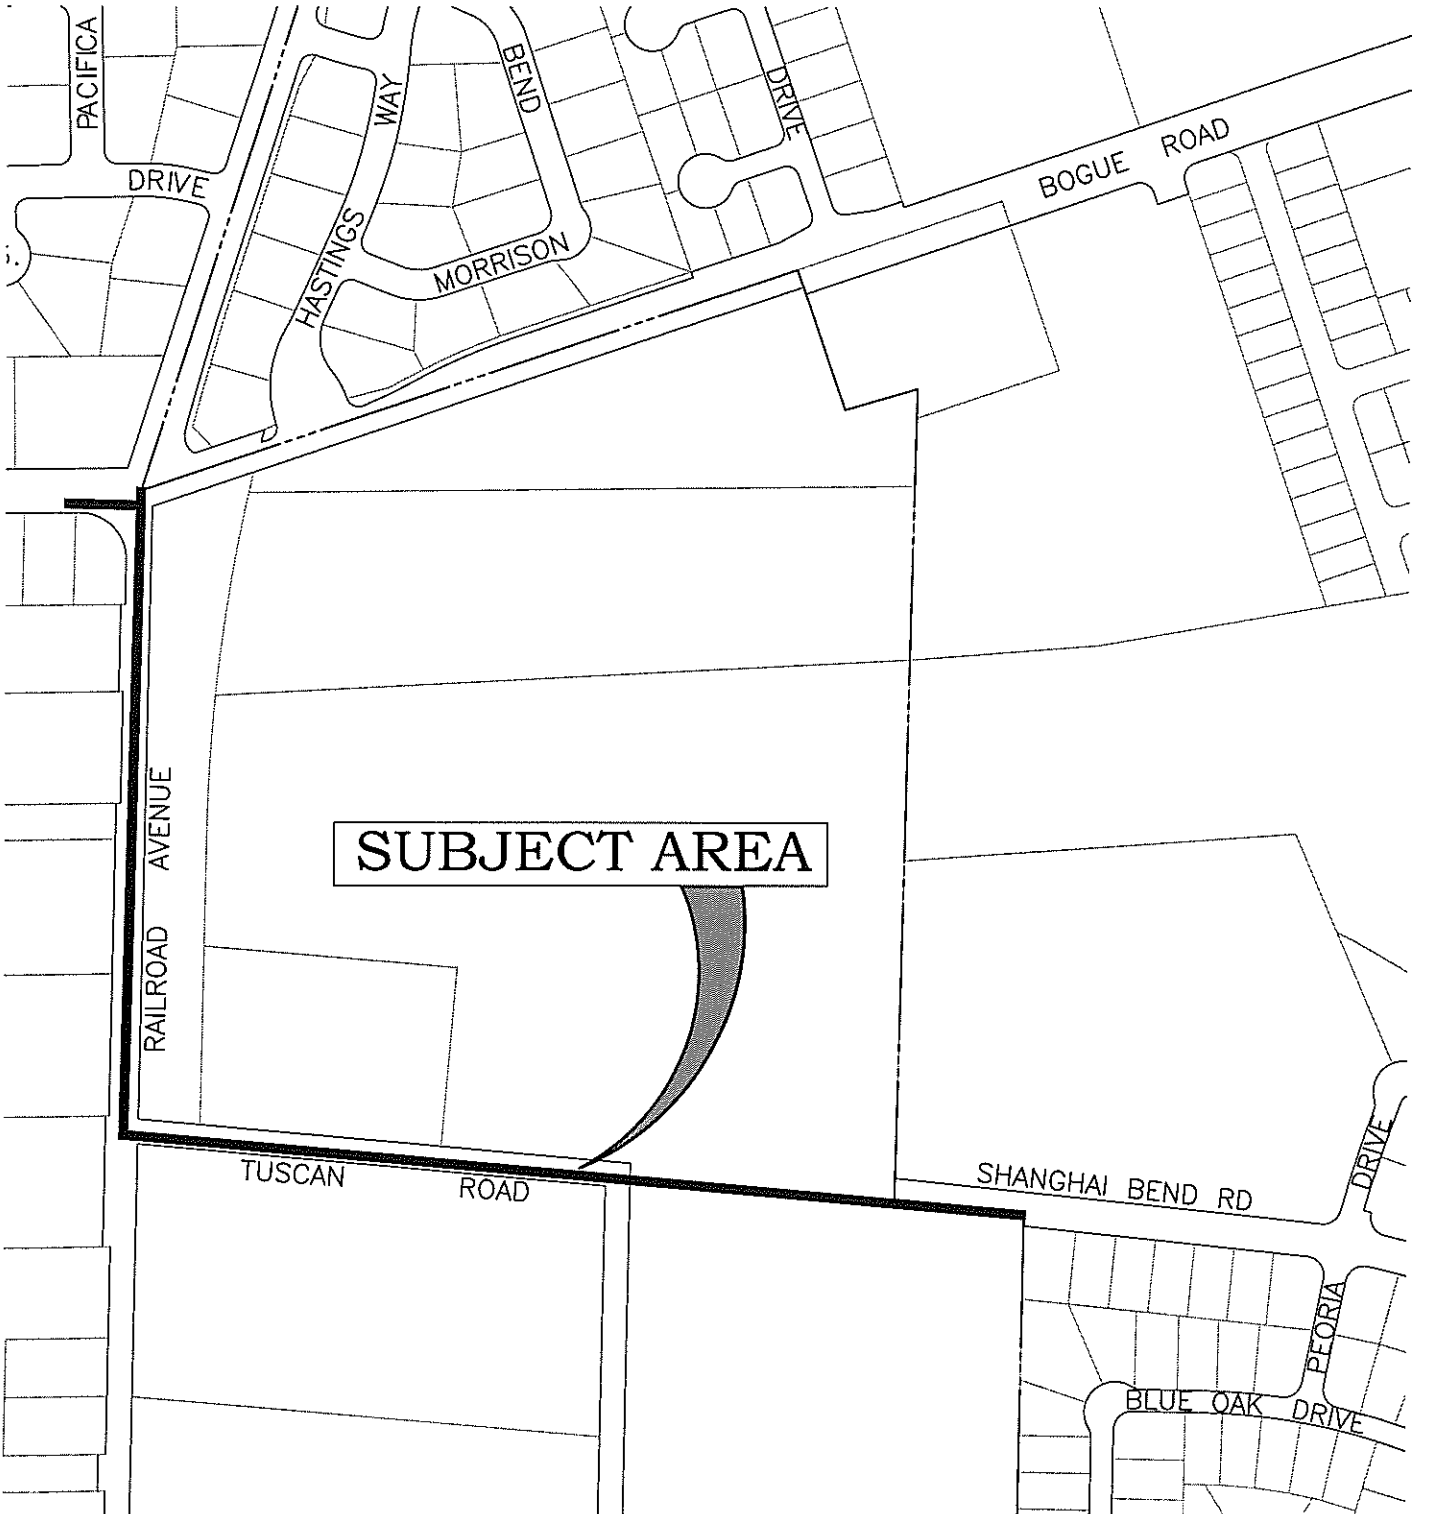 PACIFICA
DRIVE
HASTINGS WAY
BEND
MORRISON
DRIVE
BOGUE ROAD
RAILROAD AVENUE
SUBJECT AREA
TUSCAN ROAD
SHANGHAI BEND RD
DRIVE
PEORIA
BLUE OAK DRIVE